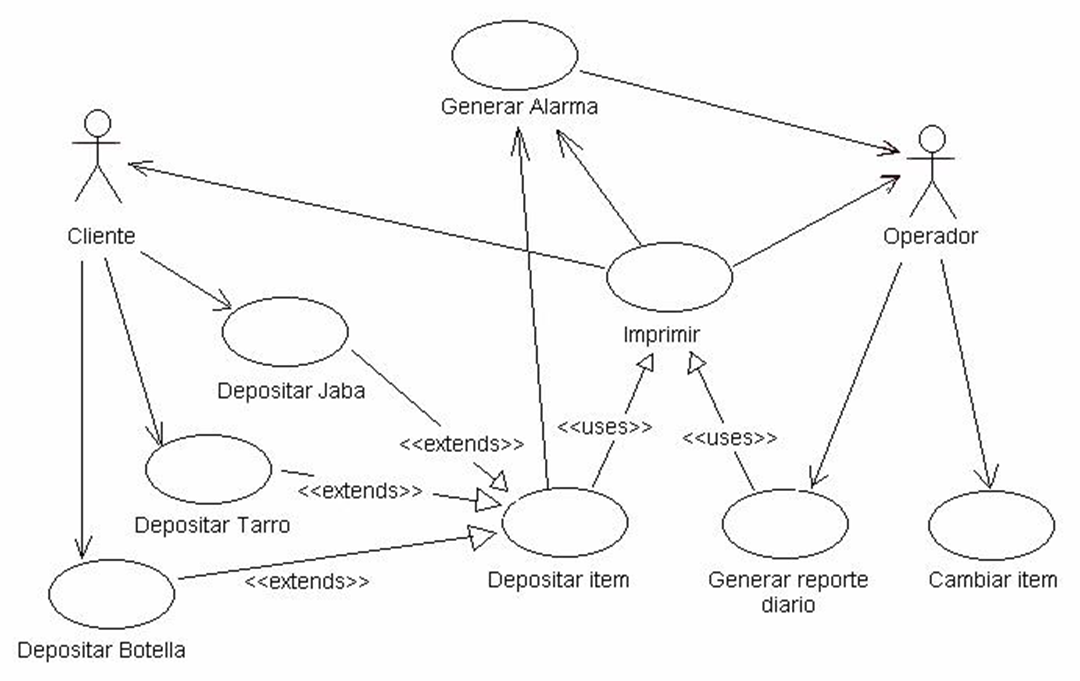 Generar Alarma
Cliente
Operador
Imprimir
Depositar Jaba
<<uses>>
<<uses>>
<<extends>>
<<extends>>
Depositar Tarro
<<extends>>
Depositar item
Generar reporte
diario
Cambiar item
Depositar Botella